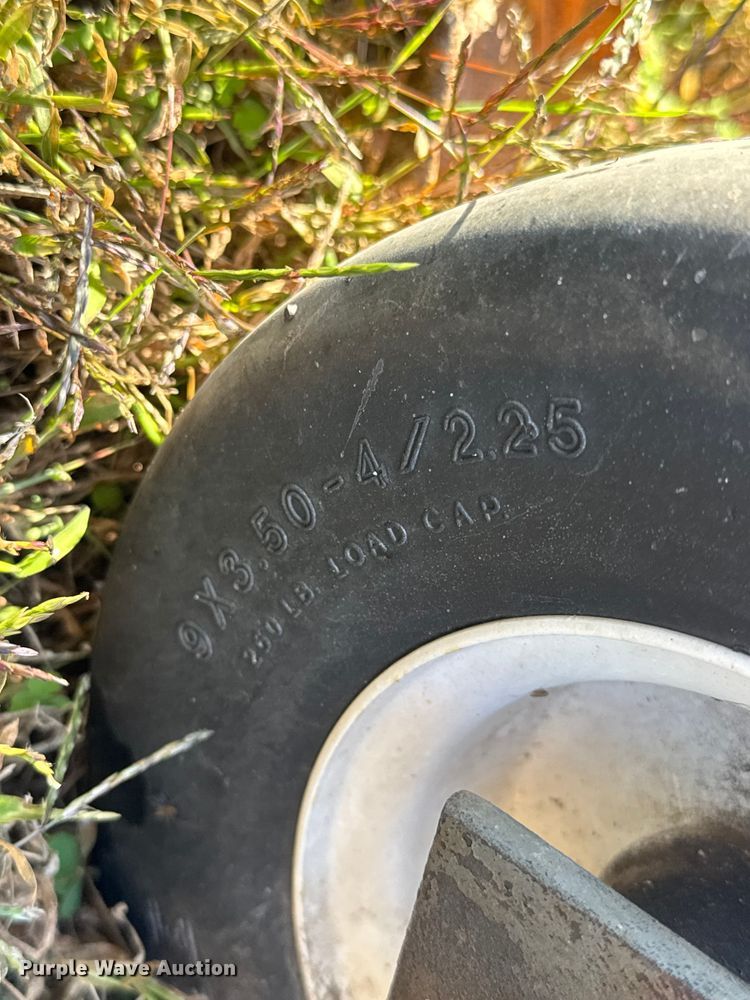 9X3.50-4/2.25
250 LB. LOAD CAP.
Purple Wave Auction